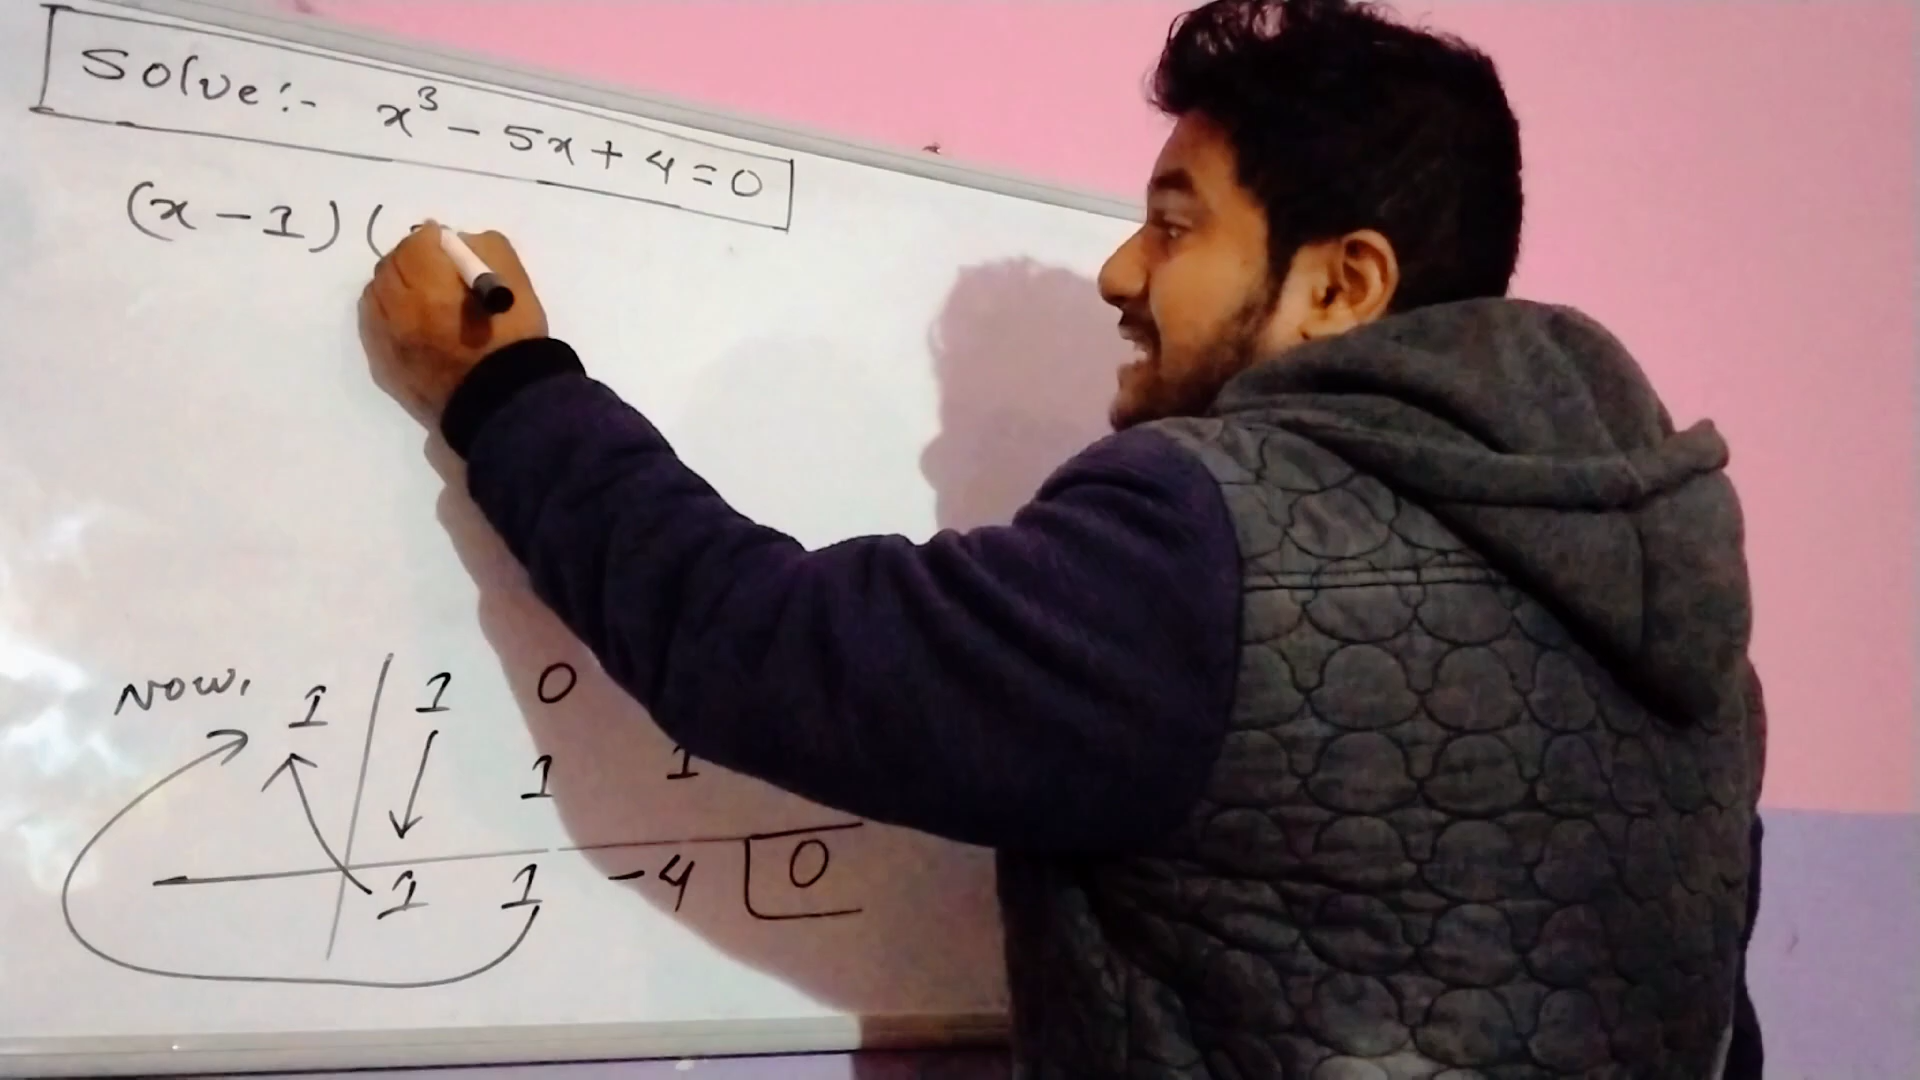 Solve:- x³ - 5x + 4 = 0
(x - 1) (
NOW, 1 1 0
1 1
1 1 -4 0